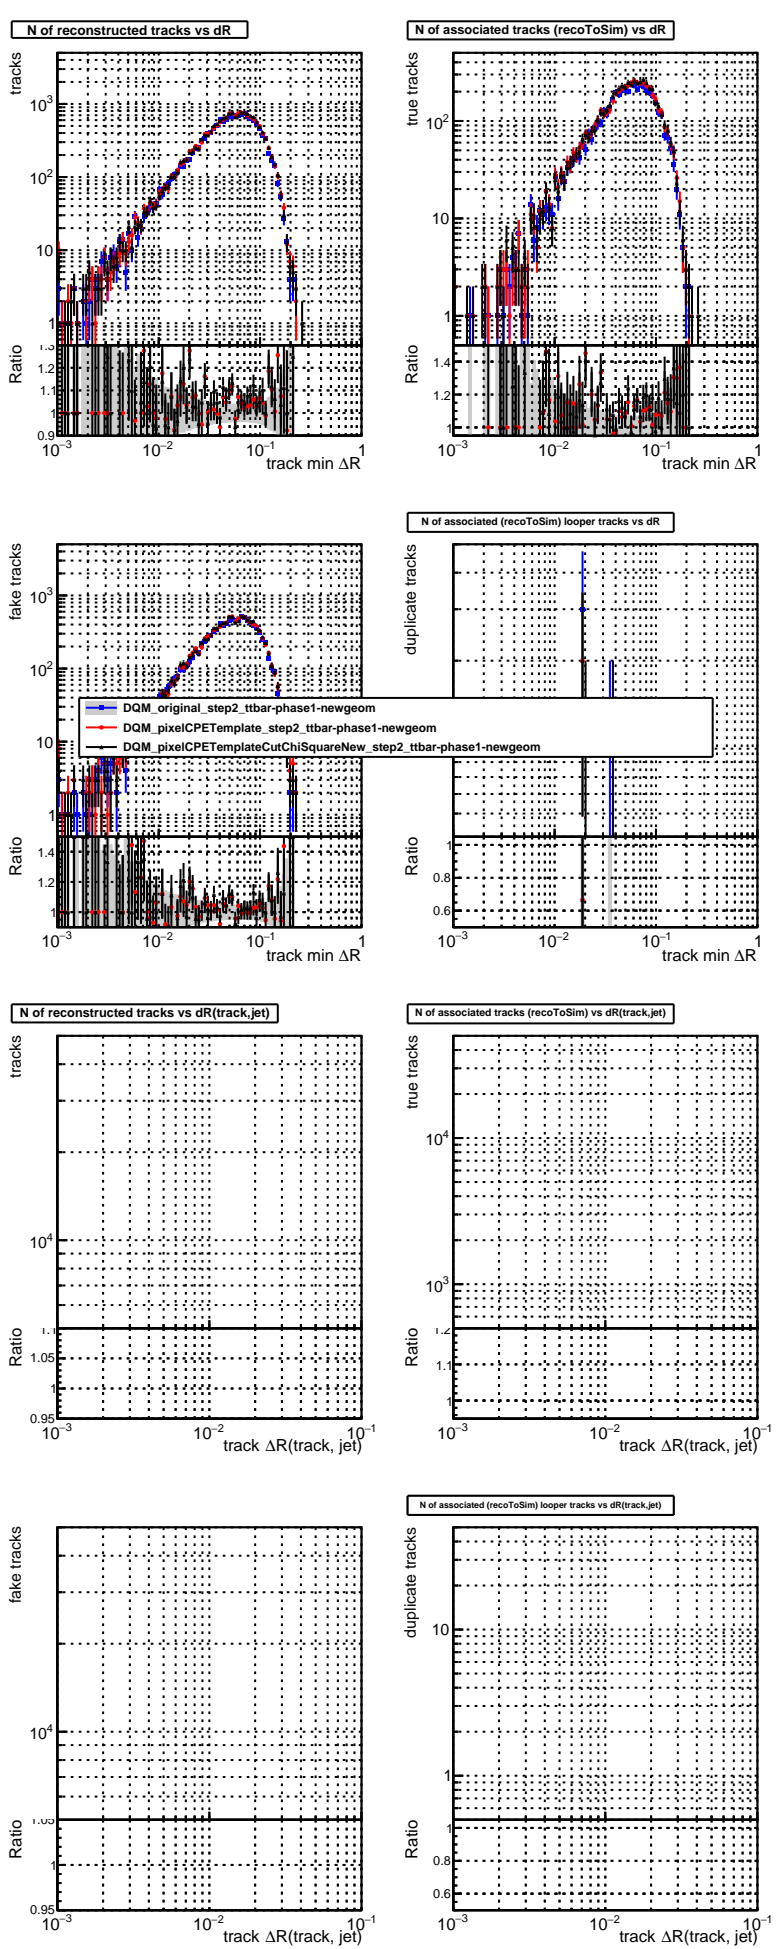 N of reconstructed tracks vs dR
tracks
10³
10²
10
1
Ratio
1.3
1.2
1.1
1
0.9
10⁻³ 10⁻² 10⁻¹ 1
track min ΔR
N of associated tracks (recoToSim) vs dR
true tracks
10²
10
1
Ratio
1.4
1.2
1
10⁻³ 10⁻² 10⁻¹ 1
track min ΔR
fake tracks
10³
10²
10
1
Ratio
1.4
1.2
1
10⁻³ 10⁻² 10⁻¹ 1
track min ΔR
N of associated (recoToSim) looper tracks vs dR
duplicate tracks
Ratio
1
0.8
0.6
10⁻³ 10⁻² 10⁻¹ 1
track min ΔR
DQM_original_step2_ttbar-phase1-newgeom
DQM_pixelCPETemplate_step2_ttbar-phase1-newgeom
DQM_pixelCPETemplateCutChiSquareNew_step2_ttbar-phase1-newgeom
N of reconstructed tracks vs dR(track,jet)
tracks
10⁴
Ratio
1.1
1.05
1
0.95
10⁻³ 10⁻² 10⁻¹
track ΔR(track, jet)
N of associated tracks (recoToSim) vs dR(track,jet)
true tracks
10⁴
10³
Ratio
1.2
1.1
1
10⁻³ 10⁻² 10⁻¹
track ΔR(track, jet)
fake tracks
10⁴
Ratio
1.05
1
0.95
10⁻³ 10⁻² 10⁻¹
track ΔR(track, jet)
N of associated (recoToSim) looper tracks vs dR(track,jet)
duplicate tracks
10
1
Ratio
1
0.8
0.6
10⁻³ 10⁻² 10⁻¹
track ΔR(track, jet)